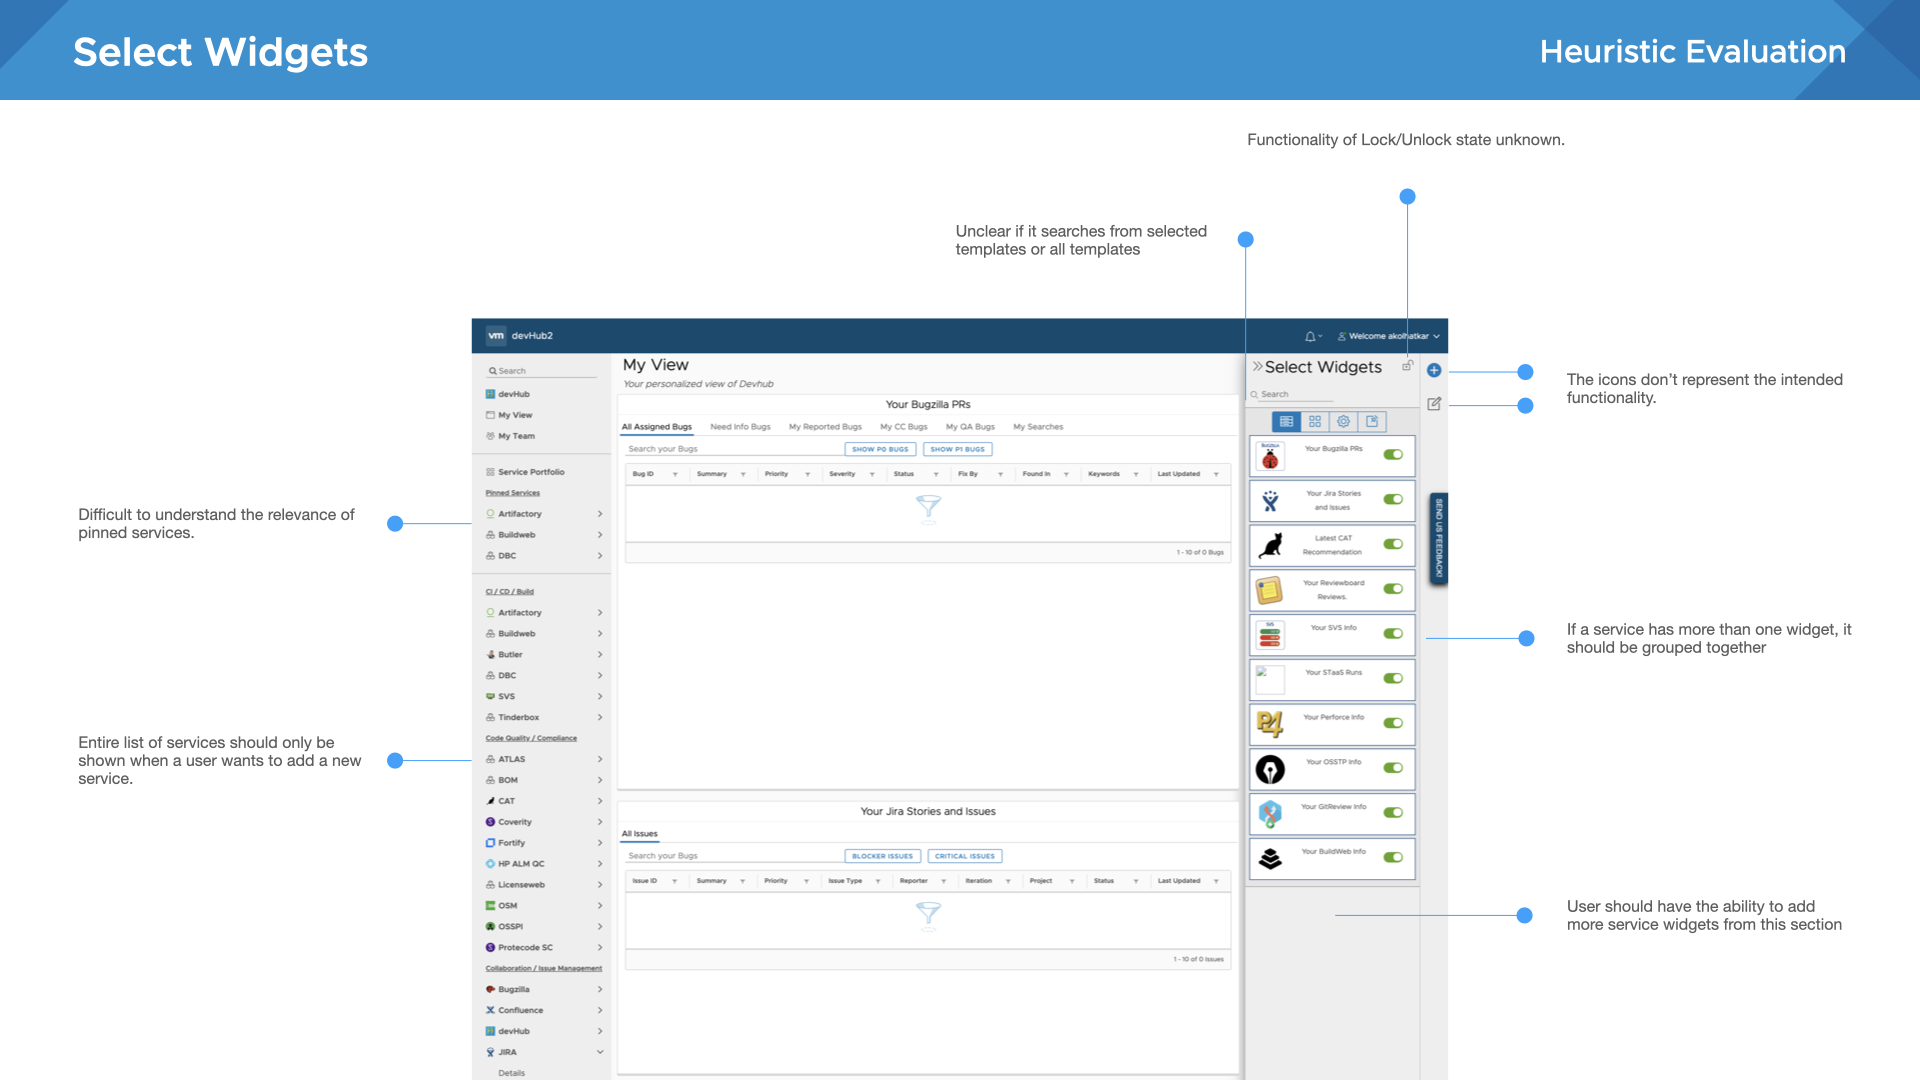 Select Widgets
Heuristic Evaluation
Functionality of Lock/Unlock state unknown.
Unclear if it searches from selected
templates or all templates
The icons don’t represent the intended
functionality.
Difficult to understand the relevance of
pinned services.
If a service has more than one widget, it
should be grouped together
Entire list of services should only be
shown when a user wants to add a new
service.
User should have the ability to add
more service widgets from this section
vm devHub2
Welcome akolhatkar
Search
devHub
My View
My Team
Service Portfolio
Pinned Services
Artifactory
Buildweb
DBC
CI / CD / Build
Artifactory
Buildweb
Butler
DBC
SVS
Tinderbox
Code Quality / Compliance
ATLAS
BOM
CAT
Coverity
Fortify
HP ALM QC
Licenseweb
OSM
OSSPI
Protecode SC
Collaboration / Issue Management
Bugzilla
Confluence
devHub
JIRA
Details
My View
Your personalized view of Devhub
Your Bugzilla PRs
All Assigned Bugs Need Info Bugs My Reported Bugs My CC Bugs My QA Bugs My Searches
Search your Bugs SHOW P0 BUGS SHOW P1 BUGS
Bug ID Summary Priority Severity Status Fix By Found In Keywords Last Updated
1 - 10 of 0 Bugs
Your Jira Stories and Issues
All Issues
Search your Bugs BLOCKER ISSUES CRITICAL ISSUES
Issue ID Summary Priority Issue Type Reporter Iteration Project Status Last Updated
1 - 10 of 0 Issues
Select Widgets
Search
Your Bugzilla PRs
Your Jira Stories
and Issues
Latest CAT
Recommendation
Your Reviewboard
Reviews.
SVS
Your SVS Info
Your STaaS Runs
P4
Your Perforce Info
Your OSSTP Info
Your GitReview Info
Your BuildWeb Info
SEND US FEEDBACK!